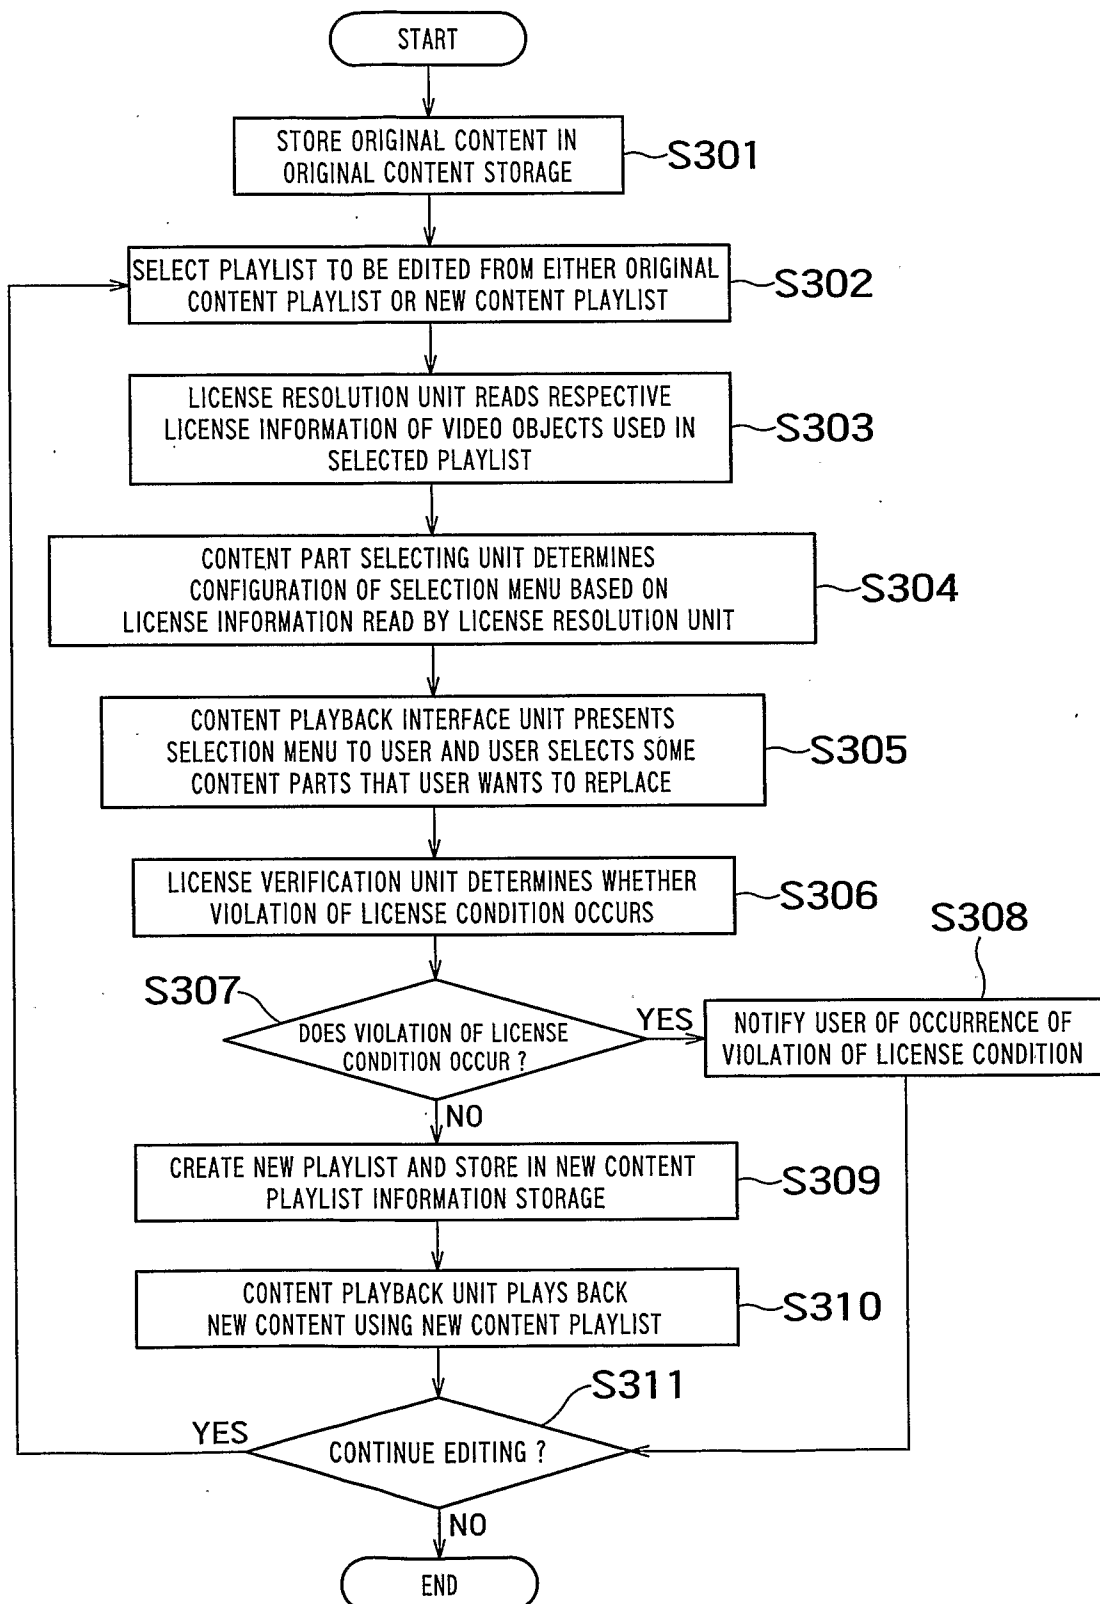 START
STORE ORIGINAL CONTENT IN
ORIGINAL CONTENT STORAGE
S301
SELECT PLAYLIST TO BE EDITED FROM EITHER ORIGINAL
CONTENT PLAYLIST OR NEW CONTENT PLAYLIST
S302
LICENSE RESOLUTION UNIT READS RESPECTIVE
LICENSE INFORMATION OF VIDEO OBJECTS USED IN
SELECTED PLAYLIST
S303
CONTENT PART SELECTING UNIT DETERMINES
CONFIGURATION OF SELECTION MENU BASED ON
LICENSE INFORMATION READ BY LICENSE RESOLUTION UNIT
S304
CONTENT PLAYBACK INTERFACE UNIT PRESENTS
SELECTION MENU TO USER AND USER SELECTS SOME
CONTENT PARTS THAT USER WANTS TO REPLACE
S305
LICENSE VERIFICATION UNIT DETERMINES WHETHER
VIOLATION OF LICENSE CONDITION OCCURS
S306
S307
DOES VIOLATION OF LICENSE
CONDITION OCCUR ?
YES
S308
NOTIFY USER OF OCCURRENCE OF
VIOLATION OF LICENSE CONDITION
NO
CREATE NEW PLAYLIST AND STORE IN NEW CONTENT
PLAYLIST INFORMATION STORAGE
S309
CONTENT PLAYBACK UNIT PLAYS BACK
NEW CONTENT USING NEW CONTENT PLAYLIST
S310
S311
YES
CONTINUE EDITING ?
NO
END